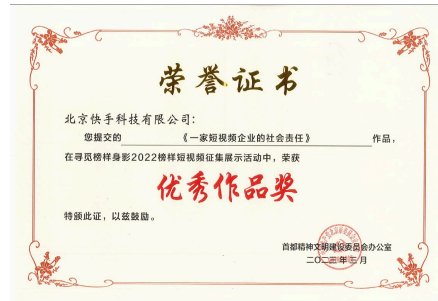 荣誉证书
北京快手科技有限公司:
您提交的 《一家短视频企业的社会责任》 作品,
在寻觅榜样身影2022榜样短视频征集展示活动中，荣获
优秀作品奖
特颁此证，以兹鼓励。
首都精神文明建设委员会办公室
二〇二三年三月